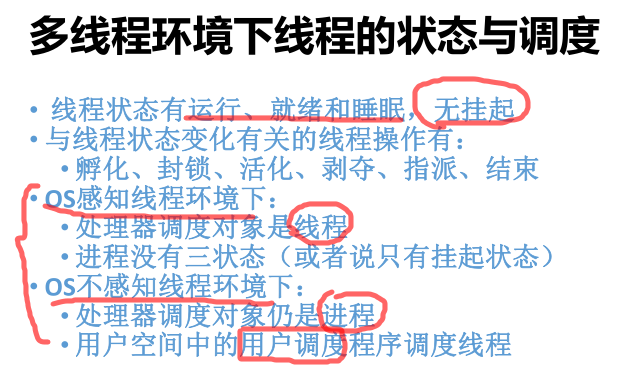 多线程环境下线程的状态与调度
• 线程状态有运行、就绪和睡眠，无挂起
• 与线程状态变化有关的线程操作有：
• 孵化、封锁、活化、剥夺、指派、结束
• OS感知线程环境下：
• 处理器调度对象是线程
• 进程没有三状态（或者说只有挂起状态）
• OS不感知线程环境下：
• 处理器调度对象仍是进程
• 用户空间中的用户调度程序调度线程